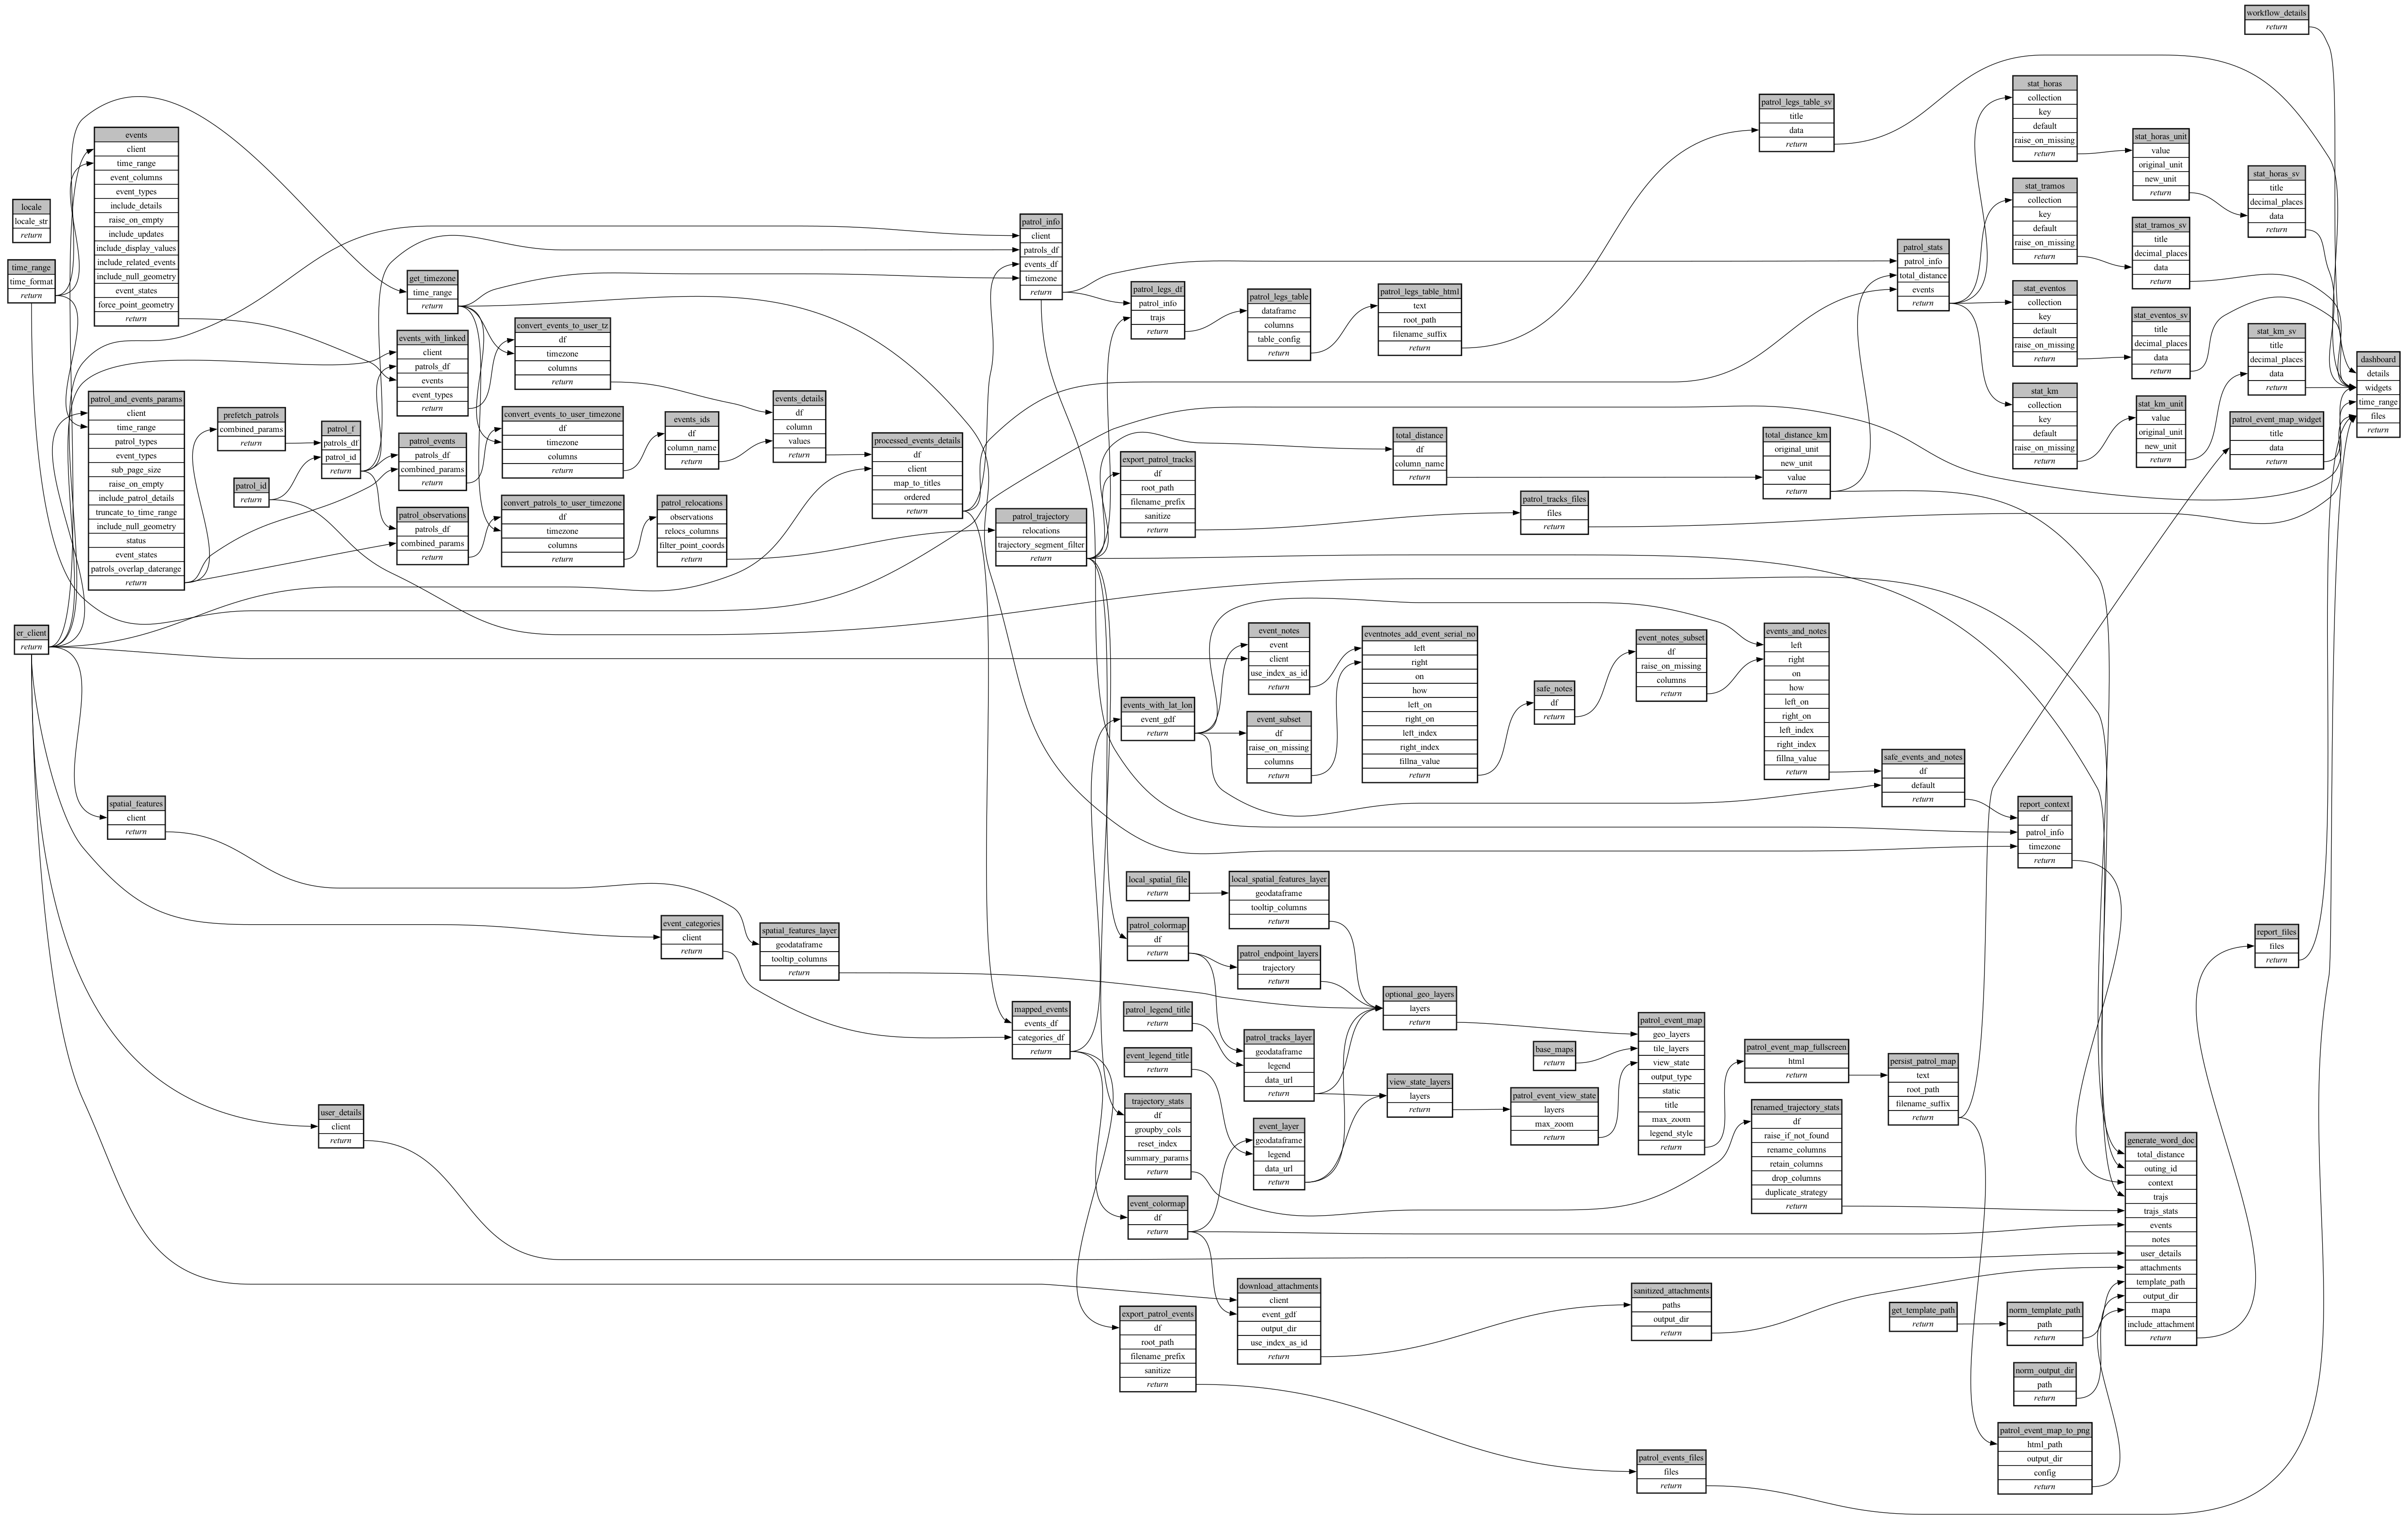 workflow_details
return
locale
locale_str
return
time_range
time_format
return
events
client
time_range
event_columns
event_types
include_details
raise_on_empty
include_updates
include_display_values
include_related_events
include_null_geometry
event_states
force_point_geometry
return
patrol_and_events_params
client
time_range
patrol_types
event_types
sub_page_size
raise_on_empty
include_patrol_details
truncate_to_time_range
include_null_geometry
status
event_states
patrols_overlap_daterange
return
er_client
return
prefetch_patrols
combined_params
return
patrol_id
return
patrol_f
patrols_df
patrol_id
return
get_timezone
time_range
return
events_with_linked
client
patrols_df
events
event_types
return
patrol_events
patrols_df
combined_params
return
patrol_observations
patrols_df
combined_params
return
convert_events_to_user_tz
df
timezone
columns
return
convert_events_to_user_timezone
df
timezone
columns
return
convert_patrols_to_user_timezone
df
timezone
columns
return
events_ids
df
column_name
return
patrol_relocations
observations
relocs_columns
filter_point_coords
return
events_details
df
column
values
return
processed_events_details
df
client
map_to_titles
ordered
return
patrol_info
client
patrols_df
events_df
timezone
return
patrol_trajectory
relocations
trajectory_segment_filter
return
patrol_legs_df
patrol_info
trajs
return
patrol_legs_table
dataframe
columns
table_config
return
patrol_legs_table_html
text
root_path
filename_suffix
return
patrol_legs_table_sv
title
data
return
export_patrol_tracks
df
root_path
filename_prefix
sanitize
return
total_distance
df
column_name
return
patrol_tracks_files
files
return
total_distance_km
original_unit
new_unit
value
return
patrol_stats
patrol_info
total_distance
events
return
stat_horas
collection
key
default
raise_on_missing
return
stat_tramos
collection
key
default
raise_on_missing
return
stat_eventos
collection
key
default
raise_on_missing
return
stat_km
collection
key
default
raise_on_missing
return
stat_horas_unit
value
original_unit
new_unit
return
stat_tramos_sv
title
decimal_places
data
return
stat_eventos_sv
title
decimal_places
data
return
stat_km_unit
value
original_unit
new_unit
return
stat_horas_sv
title
decimal_places
data
return
stat_km_sv
title
decimal_places
data
return
patrol_event_map_widget
title
data
return
dashboard
details
widgets
time_range
files
return
spatial_features
client
return
user_details
client
return
event_categories
client
return
spatial_features_layer
geodataframe
tooltip_columns
return
mapped_events
events_df
categories_df
return
events_with_lat_lon
event_gdf
return
event_notes
event
client
use_index_as_id
return
event_subset
df
raise_on_missing
columns
return
eventnotes_add_event_serial_no
left
right
on
how
left_on
right_on
left_index
right_index
fillna_value
return
safe_notes
df
return
event_notes_subset
df
raise_on_missing
columns
return
events_and_notes
left
right
on
how
left_on
right_on
left_index
right_index
fillna_value
return
safe_events_and_notes
df
default
return
report_context
df
patrol_info
timezone
return
local_spatial_file
return
local_spatial_features_layer
geodataframe
tooltip_columns
return
patrol_colormap
df
return
patrol_endpoint_layers
trajectory
return
patrol_legend_title
return
event_legend_title
return
patrol_tracks_layer
geodataframe
legend
data_url
return
trajectory_stats
df
groupby_cols
reset_index
summary_params
return
event_layer
geodataframe
legend
data_url
return
event_colormap
df
return
optional_geo_layers
layers
return
view_state_layers
layers
return
base_maps
return
patrol_event_view_state
layers
max_zoom
return
patrol_event_map
geo_layers
tile_layers
view_state
output_type
static
title
max_zoom
legend_style
return
patrol_event_map_fullscreen
html
return
renamed_trajectory_stats
df
raise_if_not_found
rename_columns
retain_columns
drop_columns
duplicate_strategy
return
persist_patrol_map
text
root_path
filename_suffix
return
report_files
files
return
generate_word_doc
total_distance
outing_id
context
trajs
trajs_stats
events
notes
user_details
attachments
template_path
output_dir
mapa
include_attachment
return
export_patrol_events
df
root_path
filename_prefix
sanitize
return
download_attachments
client
event_gdf
output_dir
use_index_as_id
return
sanitized_attachments
paths
output_dir
return
get_template_path
return
norm_template_path
path
return
norm_output_dir
path
return
patrol_event_map_to_png
html_path
output_dir
config
return
patrol_events_files
files
return